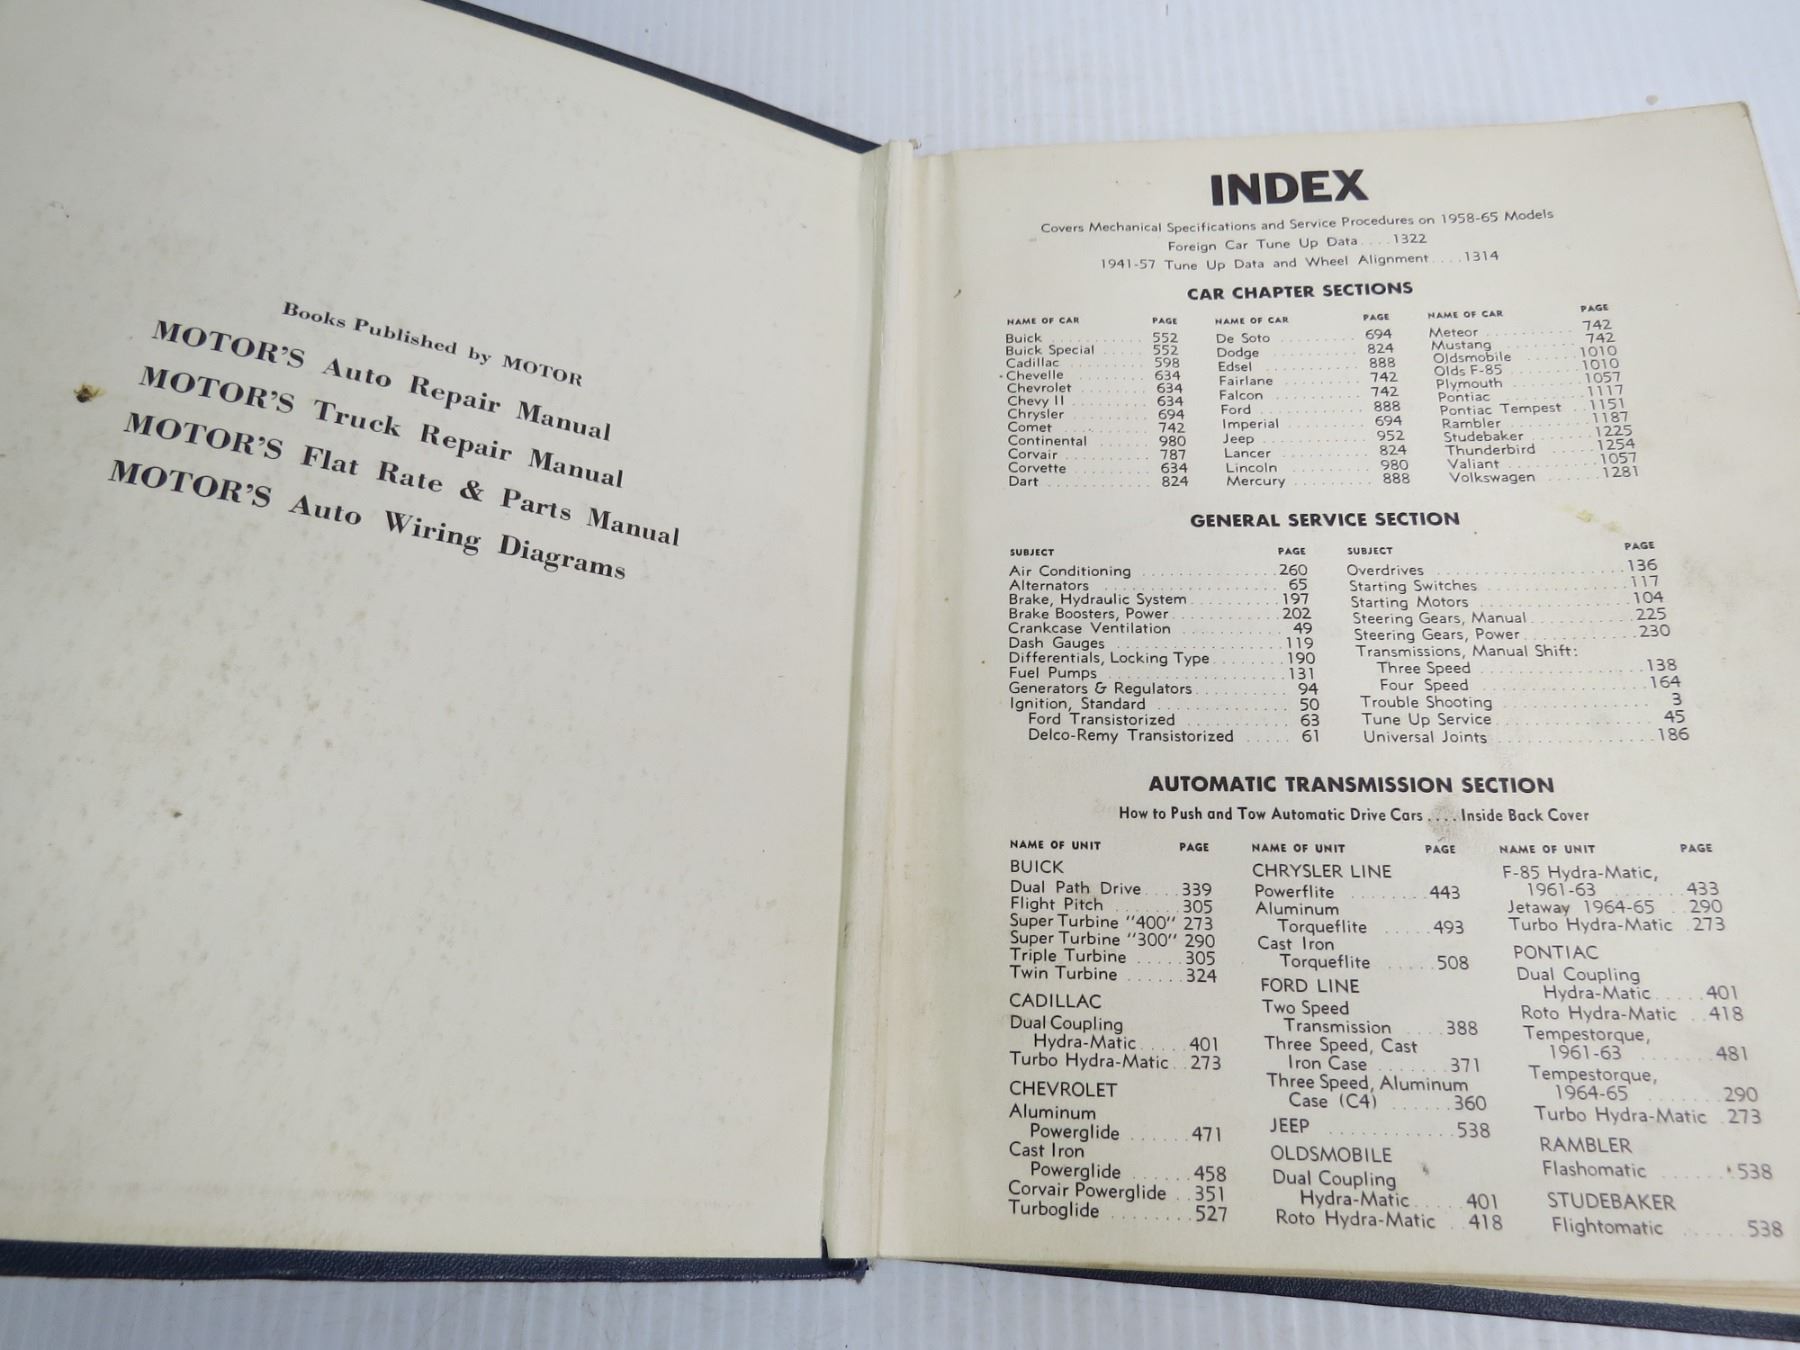 Books Published by MOTOR
MOTOR'S Auto Repair Manual
MOTOR'S Truck Repair Manual
MOTOR'S Flat Rate & Parts Manual
MOTOR'S Auto Wiring Diagrams
INDEX
Covers Mechanical Specifications and Service Procedures on 1958-65 Models
Foreign Car Tune Up Data....1322
1941-57 Tune Up Data and Wheel Alignment....1314
CAR CHAPTER SECTIONS
NAME OF CAR PAGE
Buick 552
Buick Special 552
Cadillac 598
Chevelle 634
Chevrolet 634
Chevy II 634
Chrysler 694
Comet 742
Continental 980
Corvair 787
Corvette 634
Dart 824
NAME OF CAR PAGE
De Soto 694
Dodge 824
Edsel 888
Fairlane 742
Falcon 742
Ford 888
Imperial 694
Jeep 952
Lancer 824
Lincoln 980
Mercury 888
NAME OF CAR PAGE
Meteor 742
Mustang 742
Oldsmobile 1010
Olds F-85 1010
Plymouth 1057
Pontiac 1117
Pontiac Tempest 1151
Rambler 1187
Studebaker 1225
Thunderbird 1254
Valiant 1057
Volkswagen 1281
GENERAL SERVICE SECTION
SUBJECT PAGE
Air Conditioning 260
Alternators 65
Brake, Hydraulic System 197
Brake Boosters, Power 202
Crankcase Ventilation 49
Dash Gauges 119
Differentials, Locking Type 190
Fuel Pumps 131
Generators & Regulators 94
Ignition, Standard 50
Ford Transistorized 63
Delco-Remy Transistorized 61
SUBJECT PAGE
Overdrives 136
Starting Switches 117
Starting Motors 104
Steering Gears, Manual 225
Steering Gears, Power 230
Transmissions, Manual Shift:
Three Speed 138
Four Speed 164
Trouble Shooting 3
Tune Up Service 45
Universal Joints 186
AUTOMATIC TRANSMISSION SECTION
How to Push and Tow Automatic Drive Cars....Inside Back Cover
NAME OF UNIT PAGE
BUICK
Dual Path Drive 339
Flight Pitch 305
Super Turbine "400" 273
Super Turbine "300" 290
Triple Turbine 305
Twin Turbine 324
CADILLAC
Dual Coupling
Hydra-Matic 401
Turbo Hydra-Matic 273
CHEVROLET
Aluminum
Powerglide 471
Cast Iron
Powerglide 458
Corvair Powerglide 351
Turboglide 527
NAME OF UNIT PAGE
CHRYSLER LINE
Powerflite 443
Aluminum
Torqueflite 493
Cast Iron
Torqueflite 508
FORD LINE
Two Speed
Transmission 388
Three Speed, Cast
Iron Case 371
Three Speed, Aluminum
Case (C4) 360
JEEP 538
OLDSMOBILE
Dual Coupling
Hydra-Matic 401
Roto Hydra-Matic 418
NAME OF UNIT PAGE
F-85 Hydra-Matic,
1961-63 433
Jetaway 1964-65 290
Turbo Hydra-Matic 273
PONTIAC
Dual Coupling
Hydra-Matic 401
Roto Hydra-Matic 418
Tempestorque,
1961-63 481
Tempestorque,
1964-65 290
Turbo Hydra-Matic 273
RAMBLER
Flashomatic 538
STUDEBAKER
Flightomatic 538